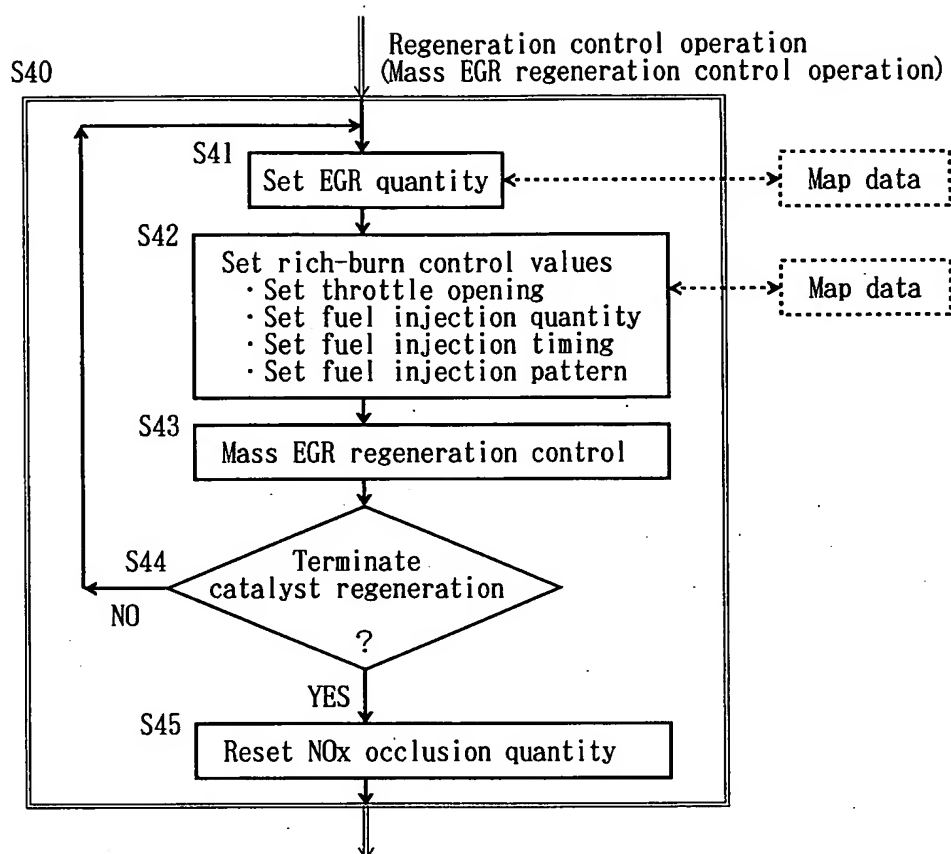 Regeneration control operation
(Mass EGR regeneration control operation)
S40
S41
Set EGR quantity
Map data
S42
Set rich-burn control values
・Set throttle opening
・Set fuel injection quantity
・Set fuel injection timing
・Set fuel injection pattern
Map data
S43
Mass EGR regeneration control
S44
Terminate
catalyst regeneration
?
NO
YES
S45
Reset NOx occlusion quantity